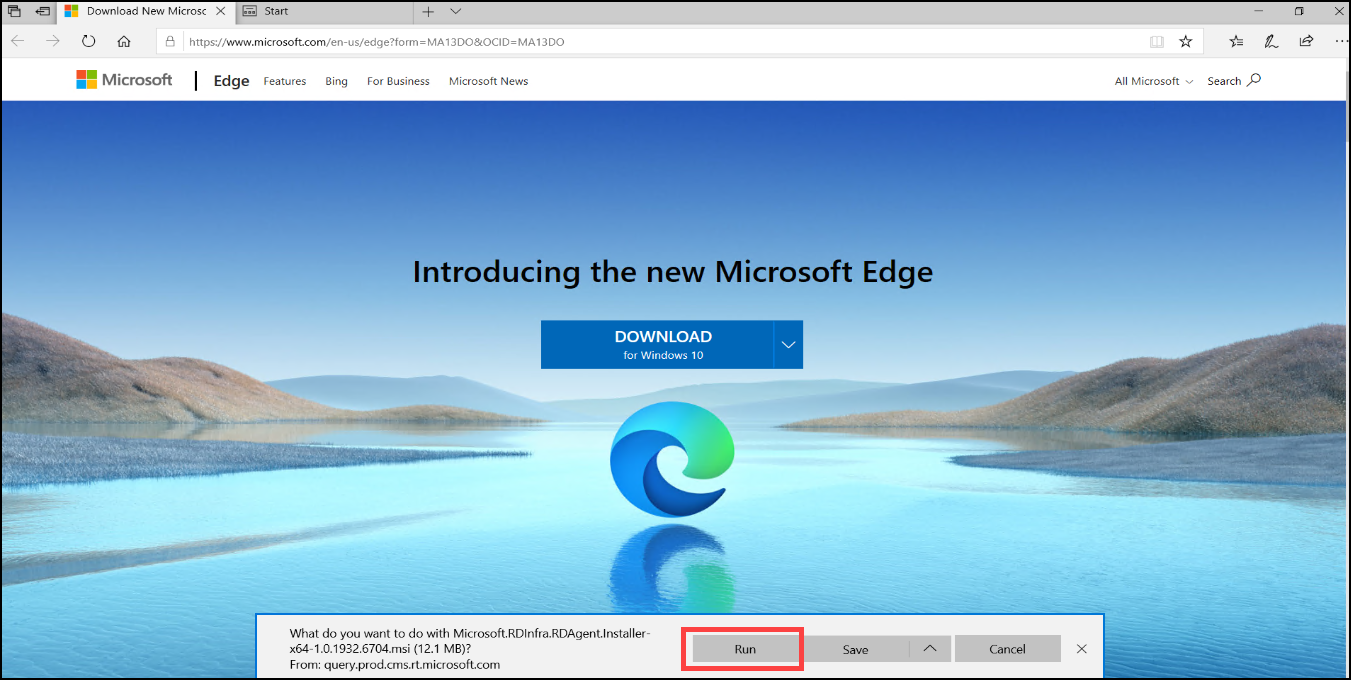 Download New Microsc
Start
https://www.microsoft.com/en-us/edge?form=MA13DO&OCID=MA13DO
Microsoft
Edge
Features
Bing
For Business
Microsoft News
All Microsoft
Search
Introducing the new Microsoft Edge
DOWNLOAD
for Windows 10
What do you want to do with Microsoft.RDInfra.RDAgent.Installer-
x64-1.0.1932.6704.msi (12.1 MB)?
From: query.prod.cms.rt.microsoft.com
Run
Save
Cancel